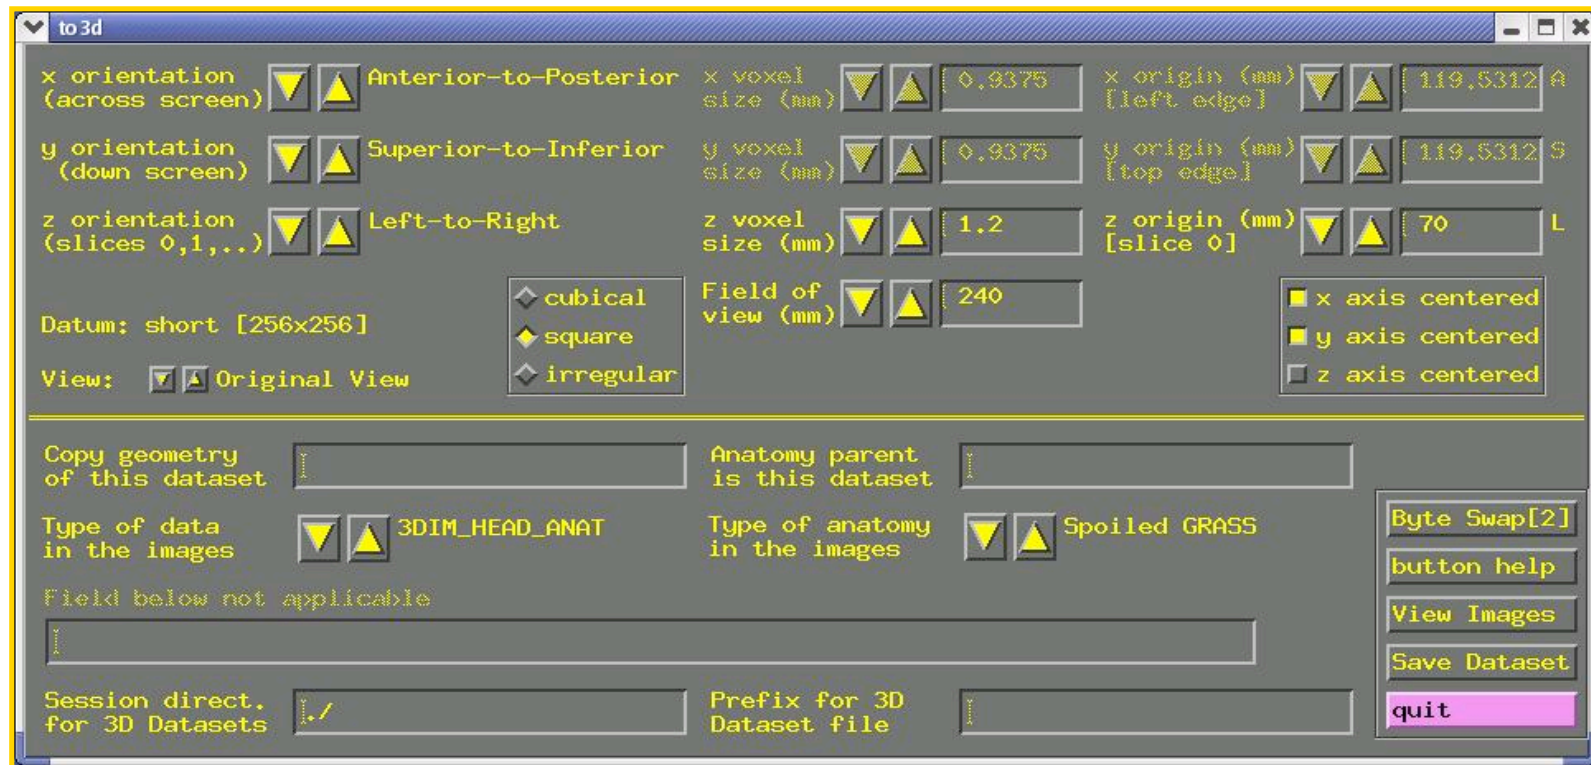 to 3d
x orientation
(across screen)
Anterior-to-Posterior
x voxel
size (mm)
0.9375
x origin (mm)
[left edge]
119.5312 A
y orientation
(down screen)
Superior-to-Inferior
y voxel
size (mm)
0.9375
y origin (mm)
[top edge]
119.5312 S
z orientation
(slices 0,1,..)
Left-to-Right
z voxel
size (mm)
1.2
z origin (mm)
[slice 0]
70 L
Datum: short [256x256]
View: Original View
cubical
square
irregular
Field of
view (mm)
240
x axis centered
y axis centered
z axis centered
Copy geometry
of this dataset
Anatomy parent
is this dataset
Type of data
in the images
3DIM_HEAD_ANAT
Type of anatomy
in the images
Spoiled GRASS
Field below not applicable
Session direct.
for 3D Datasets
./
Prefix for 3D
Dataset file
Byte Swap[2]
button help
View Images
Save Dataset
quit